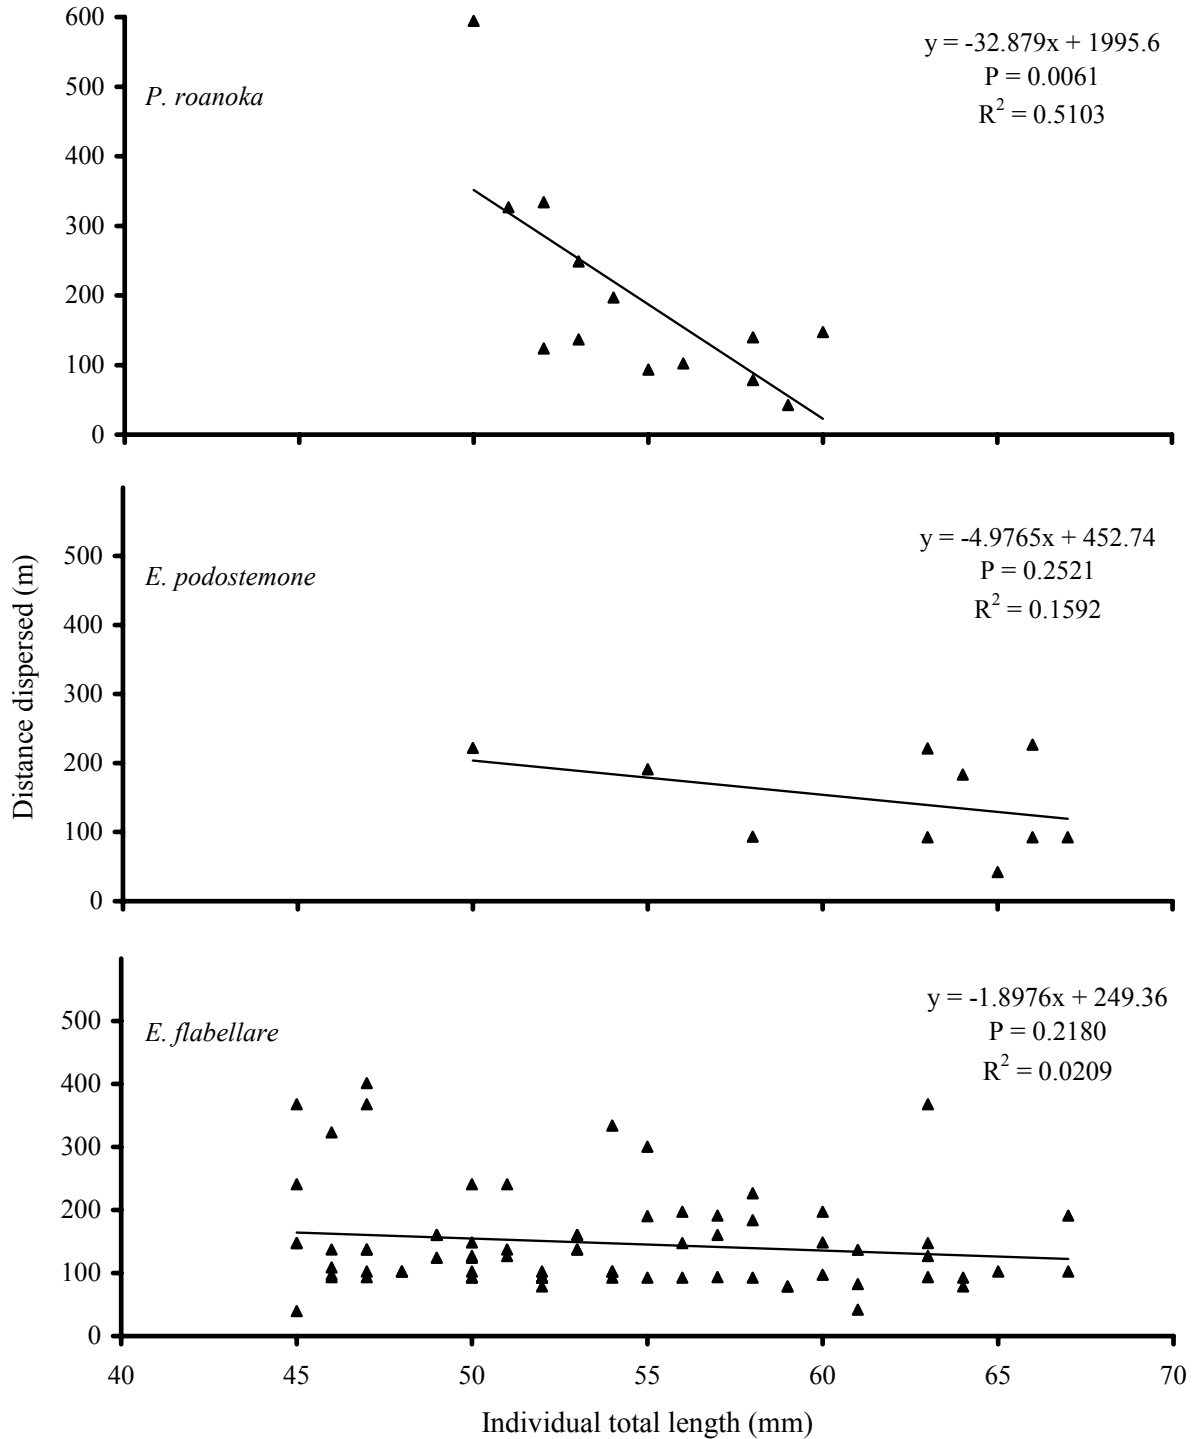 600
500
400
300
200
100
0
P. roanoka
y = -32.879x + 1995.6
P = 0.0061
R² = 0.5103
Distance dispersed (m)
500
400
300
200
100
0
E. podostemone
y = -4.9765x + 452.74
P = 0.2521
R² = 0.1592
500
400
300
200
100
0
E. flabellare
y = -1.8976x + 249.36
P = 0.2180
R² = 0.0209
40 45 50 55 60 65 70
Individual total length (mm)